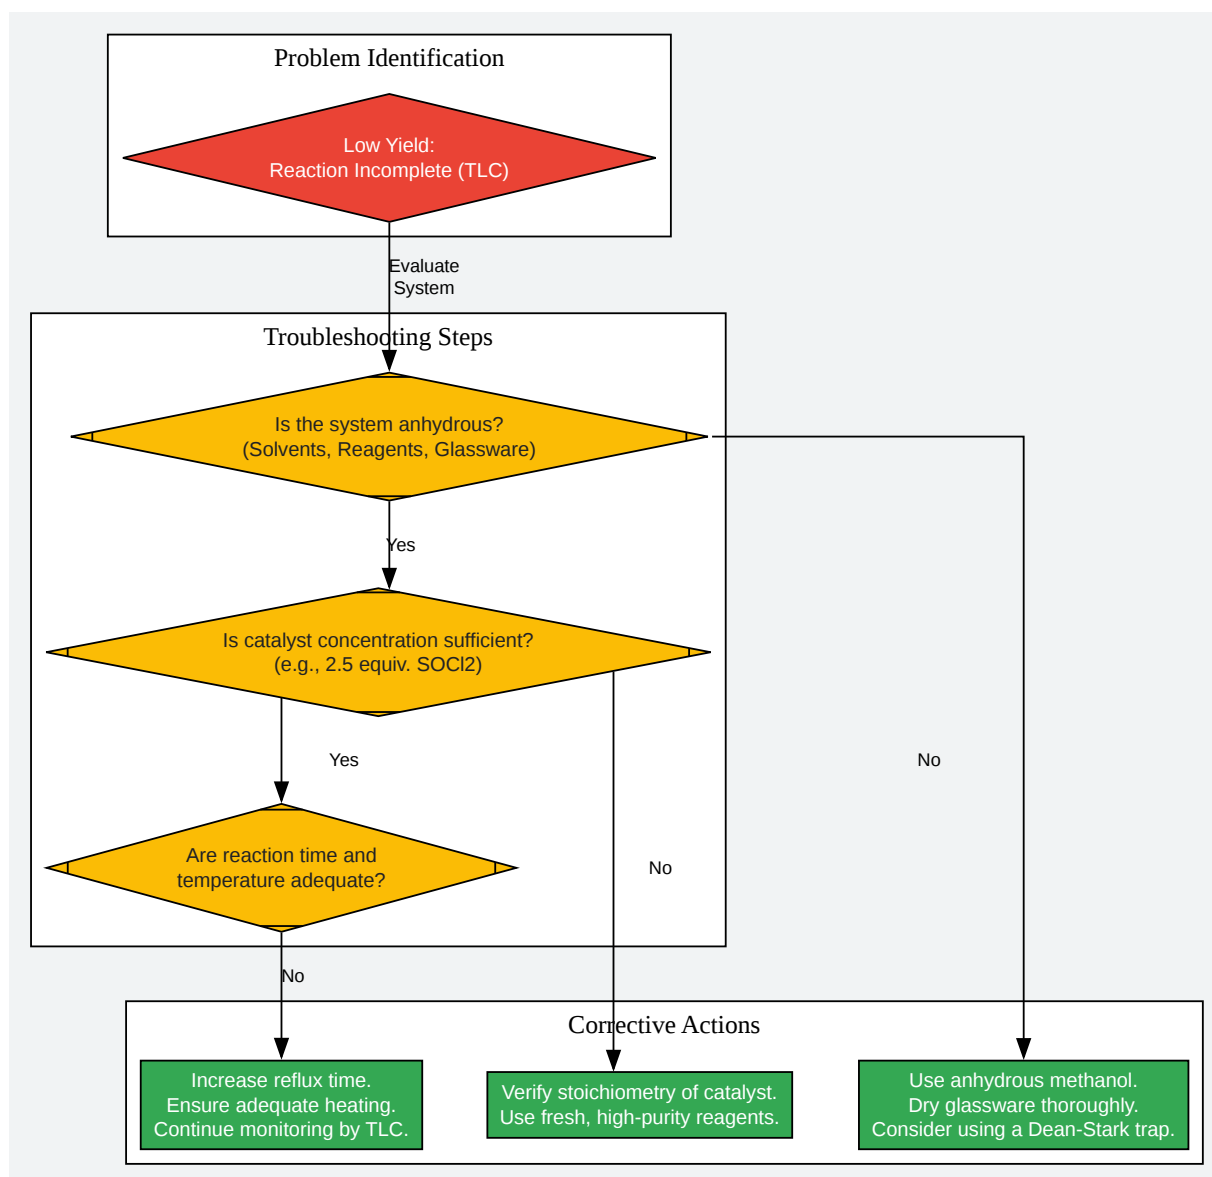 Problem Identification
Low Yield:
Reaction Incomplete (TLC)
Evaluate
System
Troubleshooting Steps
Is the system anhydrous?
(Solvents, Reagents, Glassware)
Yes
Is catalyst concentration sufficient?
(e.g., 2.5 equiv. SOCl2)
Yes
No
Are reaction time and
temperature adequate?
No
No
Corrective Actions
Increase reflux time.
Ensure adequate heating.
Continue monitoring by TLC.
Verify stoichiometry of catalyst.
Use fresh, high-purity reagents.
Use anhydrous methanol.
Dry glassware thoroughly.
Consider using a Dean-Stark trap.